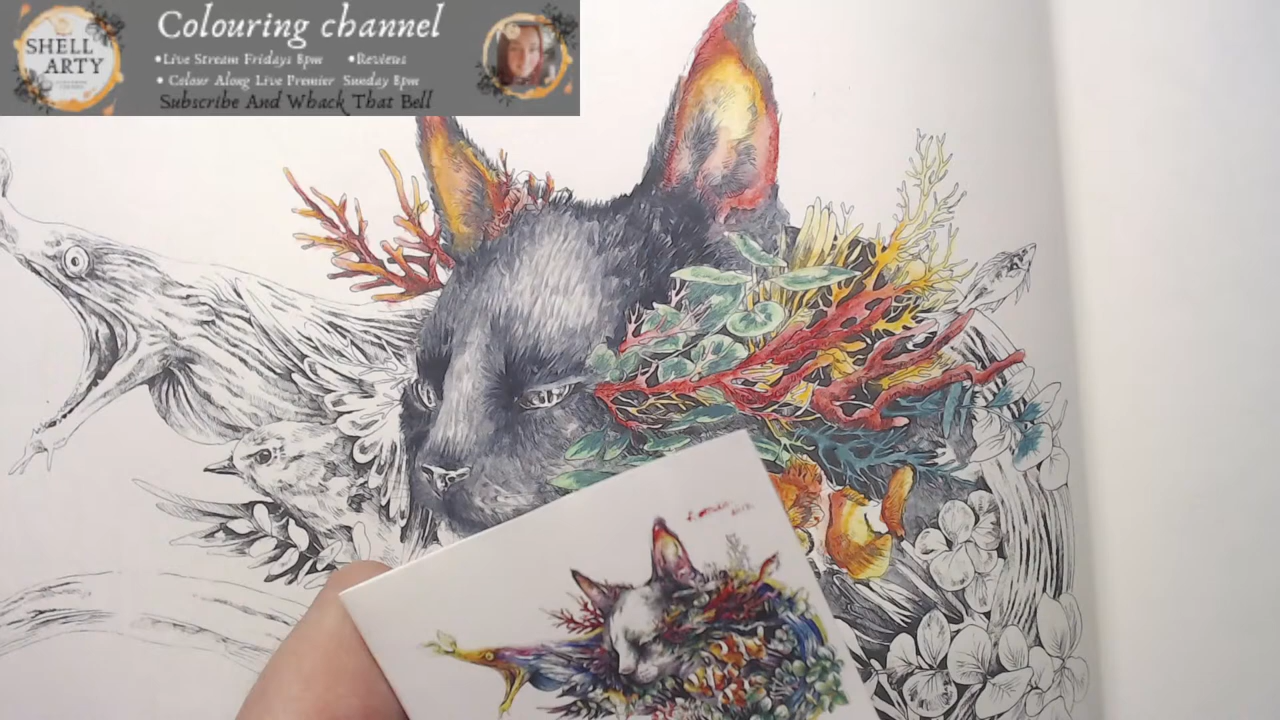 SHELL
ARTY
Colouring channel
•Live Stream Fridays 8pm •Reviews
• Colour Along Live Premier Sunday 8pm
Subscribe And Whack That Bell